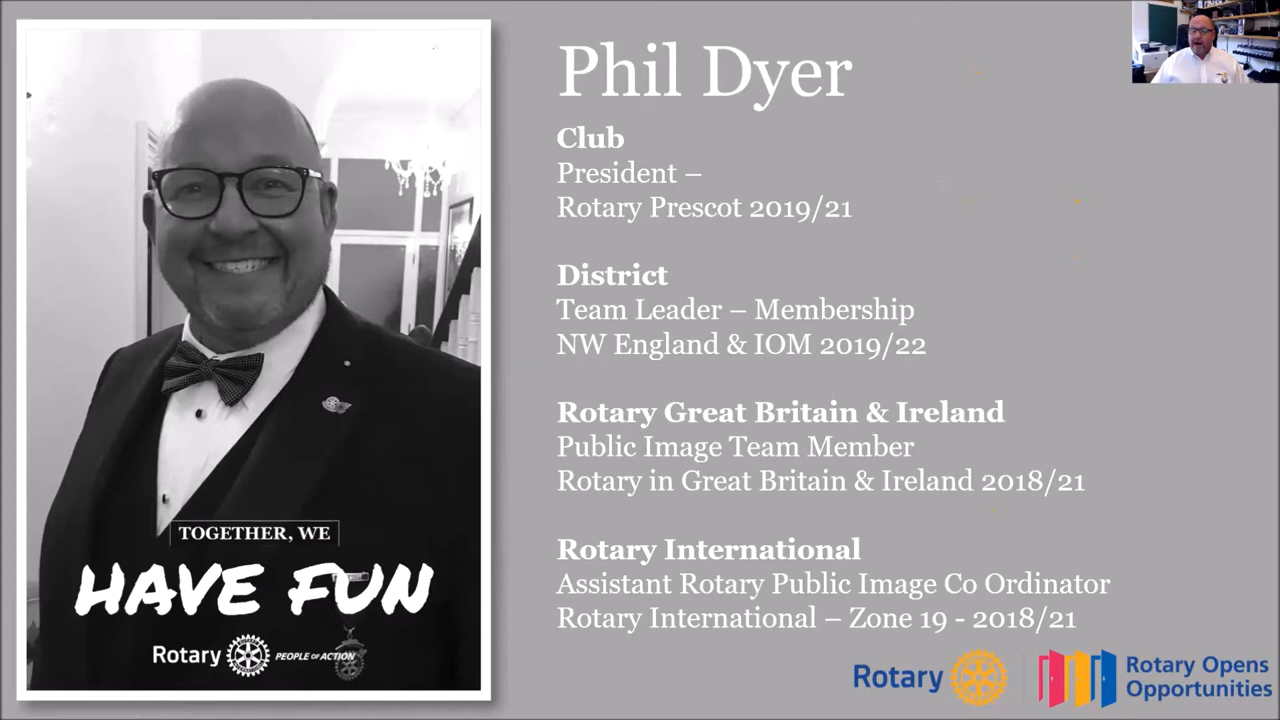 Phil Dyer
Club
President –
Rotary Prescot 2019/21
District
Team Leader – Membership
NW England & IOM 2019/22
Rotary Great Britain & Ireland
Public Image Team Member
Rotary in Great Britain & Ireland 2018/21
Rotary International
Assistant Rotary Public Image Co Ordinator
Rotary International – Zone 19 - 2018/21
TOGETHER, WE
HAVE FUN
Rotary PEOPLE OF ACTION
Rotary
Rotary Opens
Opportunities